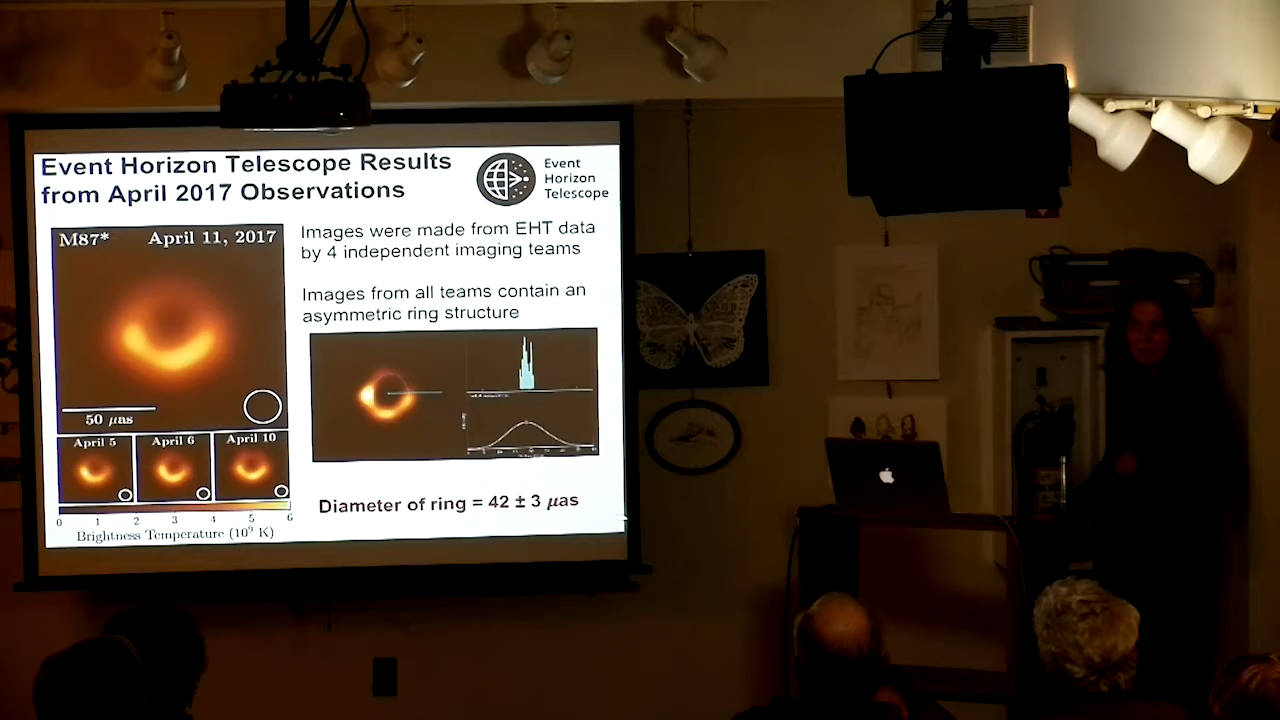 Event Horizon Telescope Results
from April 2017 Observations
Event
Horizon
Telescope
M87* April 11, 2017
50 μas
April 5 April 6 April 10
0 1 2 3 4 5 6
Brightness Temperature (10⁹ K)
Images were made from EHT data
by 4 independent imaging teams
Images from all teams contain an
asymmetric ring structure
Diameter of ring = 42 ± 3 μas